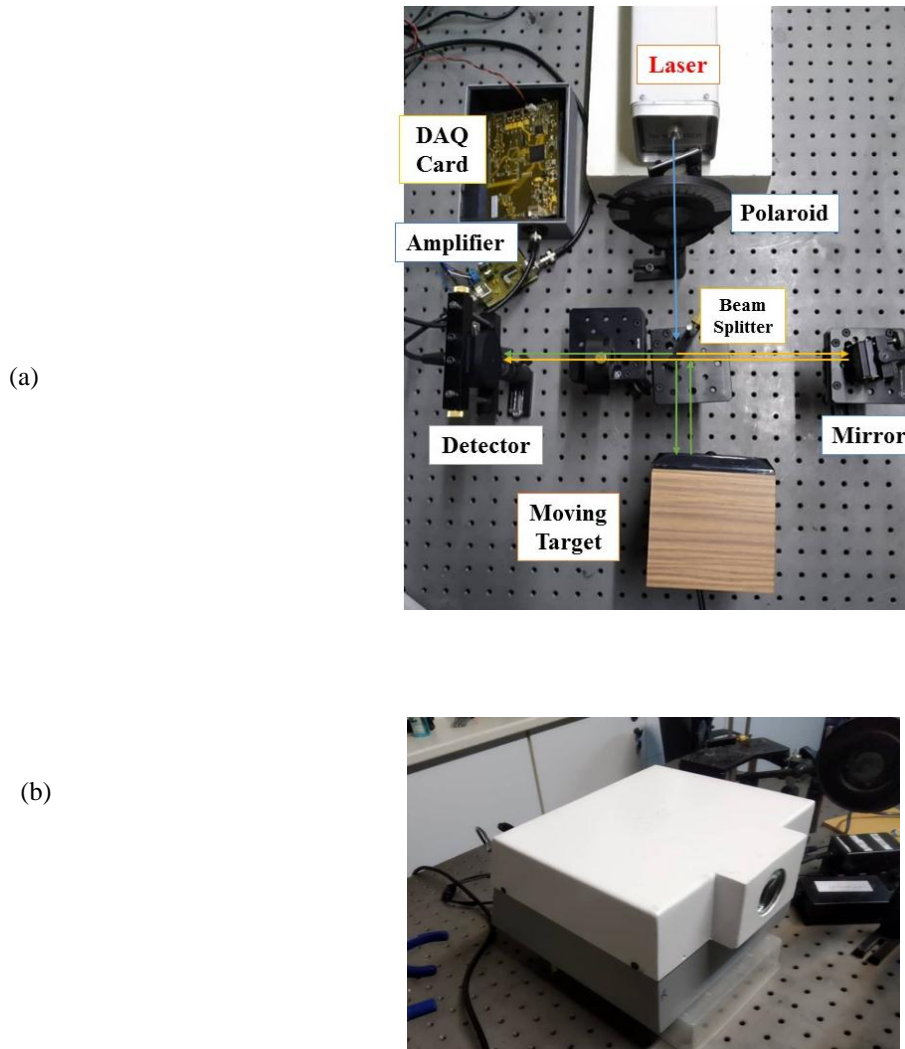 Laser
DAQ
Card
Polaroid
Amplifier
Beam
Splitter
(a)
Detector
Mirror
Moving
Target
(b)